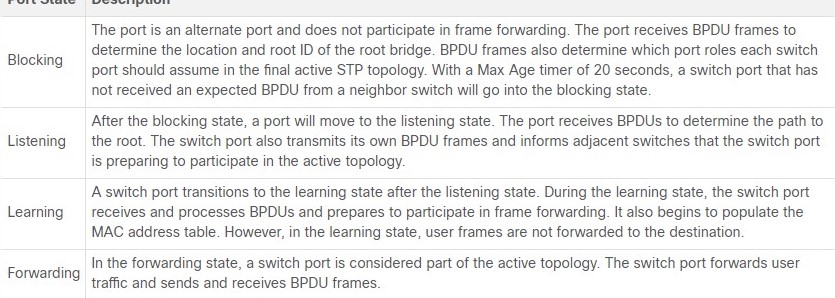 Port State Description
The port is an alternate port and does not participate in frame forwarding. The port receives BPDU frames to
determine the location and root ID of the root bridge. BPDU frames also determine which port roles each switch
Blocking
port should assume in the final active STP topology. With a Max Age timer of 20 seconds, a switch port that has
not received an expected BPDU from a neighbor switch will go into the blocking state.
After the blocking state, a port will move to the listening state. The port receives BPDUs to determine the path to
Listening
the root. The switch port also transmits its own BPDU frames and informs adjacent switches that the switch port
is preparing to participate in the active topology.
A switch port transitions to the learning state after the listening state. During the learning state, the switch port
Learning
receives and processes BPDUs and prepares to participate in frame forwarding. It also begins to populate the
MAC address table. However, in the learning state, user frames are not forwarded to the destination.
Forwarding
In the forwarding state, a switch port is considered part of the active topology. The switch port forwards user
traffic and sends and receives BPDU frames.